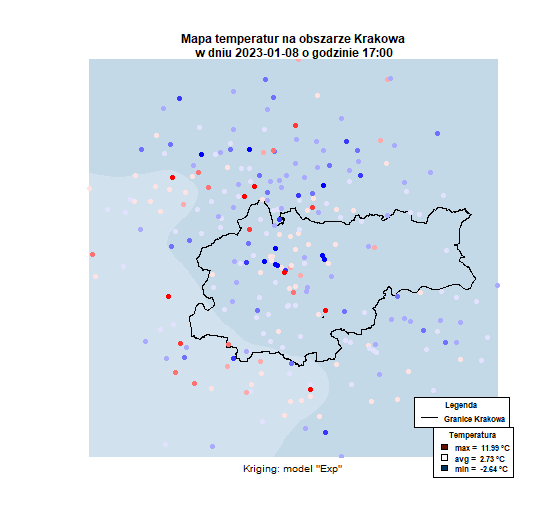 Mapa temperatur na obszarze Krakowa
w dniu 2023-01-08 o godzinie 17:00
Legenda
Granice Krakowa
Temperatura
max = 11.99 °C
avg = 2.73 °C
min = -2.64 °C
Kriging: model "Exp"